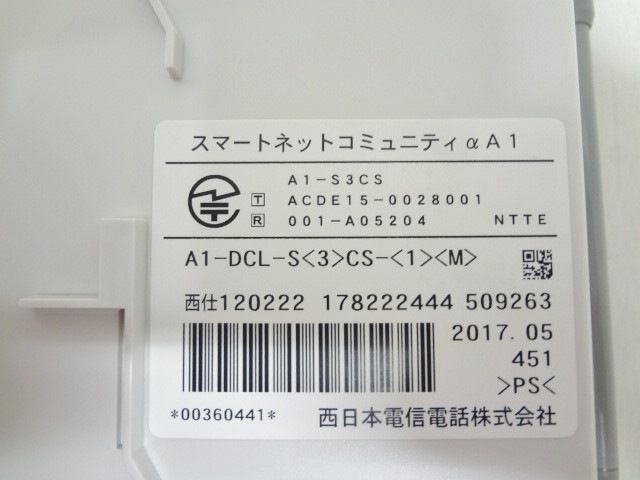 スマートネットコミュニティαA1
A1-S3CS
T ACDE15-0028001
R 001-A05204 NTTE
A1-DCL-S<3>CS-<1><M>
西仕120222 178222444 509263
2017.05
451
>PS<
*00360441* 西日本電信電話株式会社